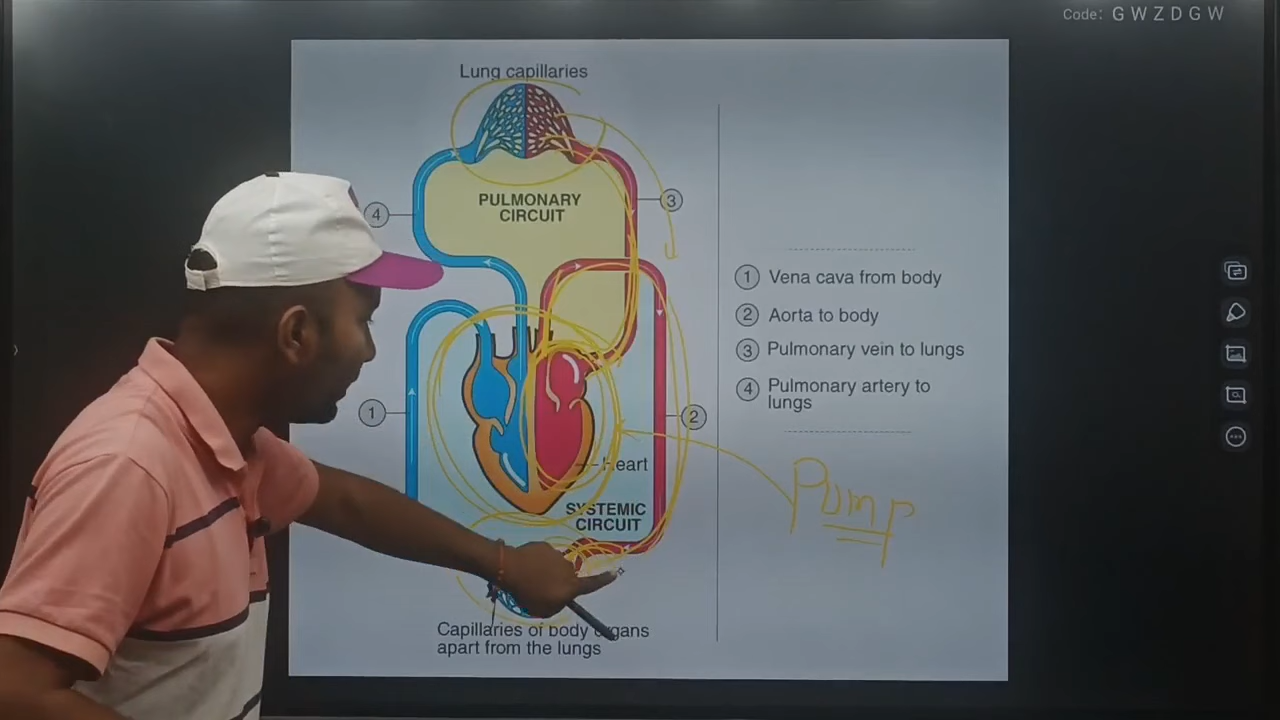 Code: G W Z D G W
Lung capillaries
PULMONARY
CIRCUIT
4
3
1
2
Heart
SYSTEMIC
CIRCUIT
Capillaries of body organs
apart from the lungs
1 Vena cava from body
2 Aorta to body
3 Pulmonary vein to lungs
4 Pulmonary artery to
lungs
Pump